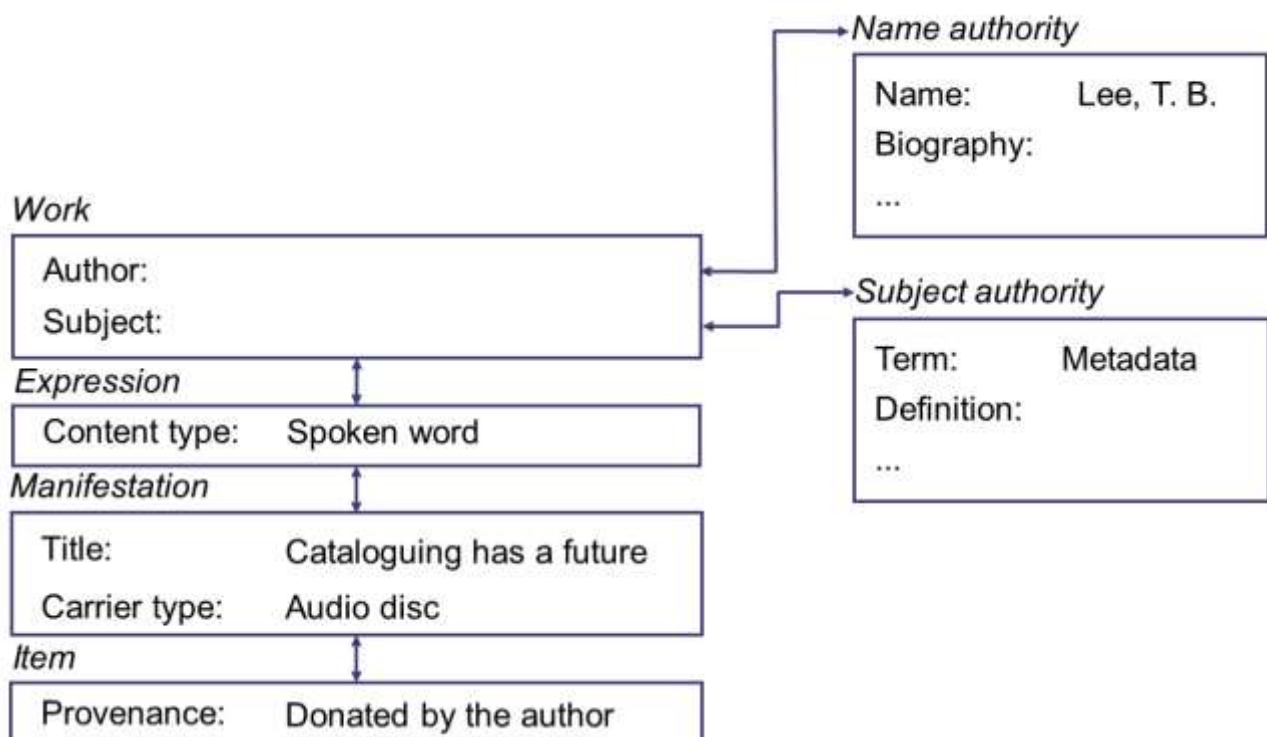 Name authority
Name: Lee, T. B.
Biography:
...
Work
Author:
Subject:
Subject authority
Term: Metadata
Definition:
...
Expression
Content type: Spoken word
Manifestation
Title: Cataloguing has a future
Carrier type: Audio disc
Item
Provenance: Donated by the author